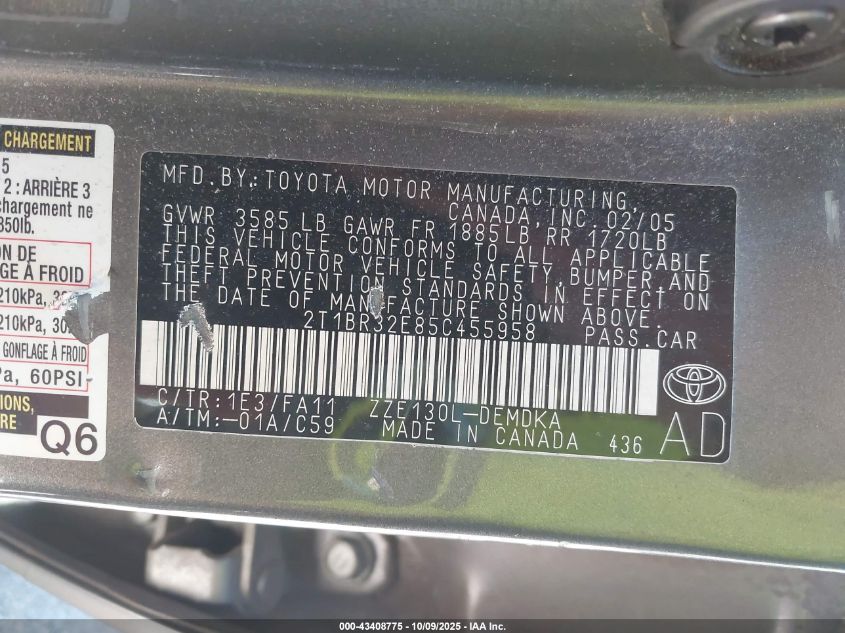 CHARGEMENT
5
2 : ARRIÈRE 3
chargement ne
850lb.
ON DE
AGE À FROID
210kPa,
210kPa, 30
GONFLAGE À FROID
Pa, 60PSI
TIONS
RE
Q6
MFD. BY: TOYOTA MOTOR MANUFACTURING,
CANADA, INC. 02/05
GVWR 3585 LB GAWR FR 1885LB RR 1720LB
THIS VEHICLE CONFORMS TO ALL APPLICABLE
FEDERAL MOTOR VEHICLE SAFETY, BUMPER, AND
THEFT PREVENTION STANDARDS IN EFFECT ON
THE DATE OF MANUFACTURE SHOWN ABOVE.
2T1BR32E85C455958 PASS. CAR
C/TR: 1E3/FA11 ZZE130L-DEMDKA
A/TM:-01A/C59 MADE IN CANADA 436
AD
000-43408775 - 10/09/2025 - IAA Inc.